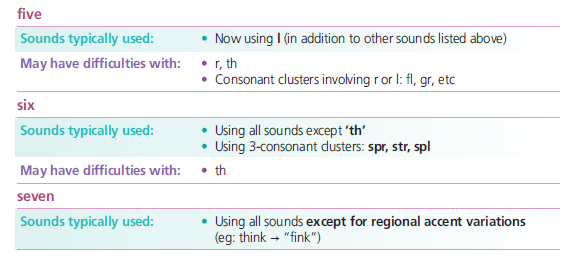 five
Sounds typically used: • Now using l (in addition to other sounds listed above)
May have difficulties with: • r, th
• Consonant clusters involving r or l: fl, gr, etc
six
Sounds typically used: • Using all sounds except ‘th’
• Using 3-consonant clusters: spr, str, spl
May have difficulties with: • th
seven
Sounds typically used: • Using all sounds except for regional accent variations
(eg: think → “fink”)